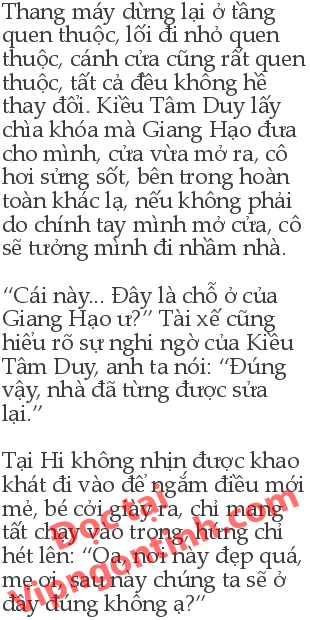 Thang máy dừng lại ở tầng
quen thuộc, lối đi nhỏ quen
thuộc, cánh cửa cũng rất quen
thuộc, tất cả đều không hề
thay đổi. Kiều Tâm Duy lấy
chìa khóa mà Giang Hạo đưa
cho mình, cửa vừa mở ra, cô
hơi sửng sốt, bên trong hoàn
toàn khác lạ, nếu không phải
do chính tay mình mở cửa, cô
sẽ tưởng mình đi nhầm nhà.
“Cái này... Đây là chỗ ở của
Giang Hạo ư?” Tài xế cũng
hiểu rõ sự nghi ngờ của Kiều
Tâm Duy, anh ta nói: “Đúng
vậy, nhà đã từng được sửa
lại.”
Tại Hi không nhịn được khao
khát đi vào để ngắm điều mới
mẻ, bé cởi giày ra, chỉ mang
tất chạy vào trong, hưng chí
hét lên: “Oa, nơi này đẹp quá,
mẹ ơi, sau này chúng ta sẽ ở
đây đúng không ạ?”
Đọc tại
Vipngontinh.com